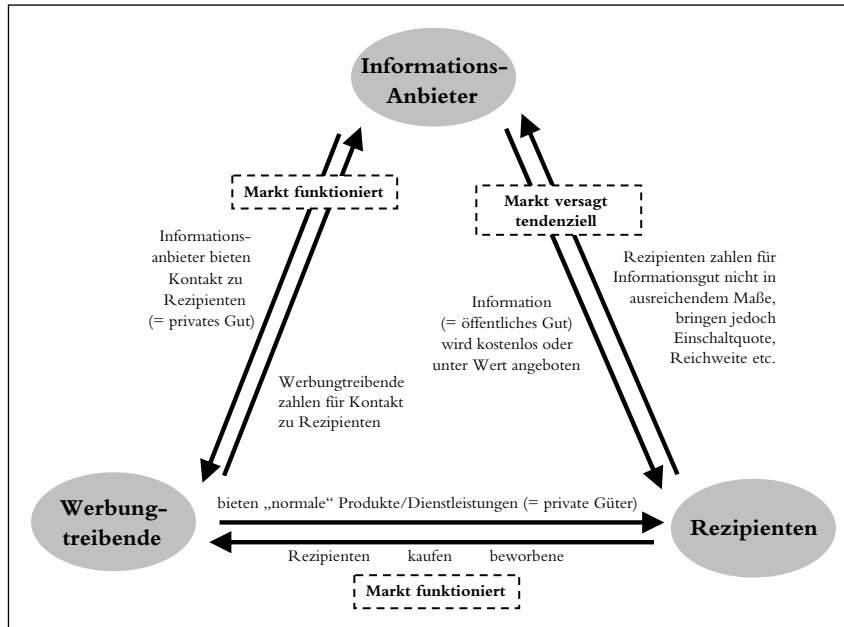 Informations-
Anbieter
Markt funktioniert
Markt versagt
tendenziell
Informations-
anbieter bieten
Kontakt zu
Rezipienten
(= privates Gut)
Rezipienten zahlen für
Informationsgut nicht in
ausreichendem Maße,
bringen jedoch
Einschaltquote,
Reichweite etc.
Information
(= öffentliches Gut)
wird kostenlos oder
unter Wert angeboten
Werbungtreibende
zahlen für Kontakt
zu Rezipienten
Werbung-
treibende
bieten „normale“ Produkte/Dienstleistungen (= private Güter)
Rezipienten
Rezipienten kaufen beworbene
Markt funktioniert